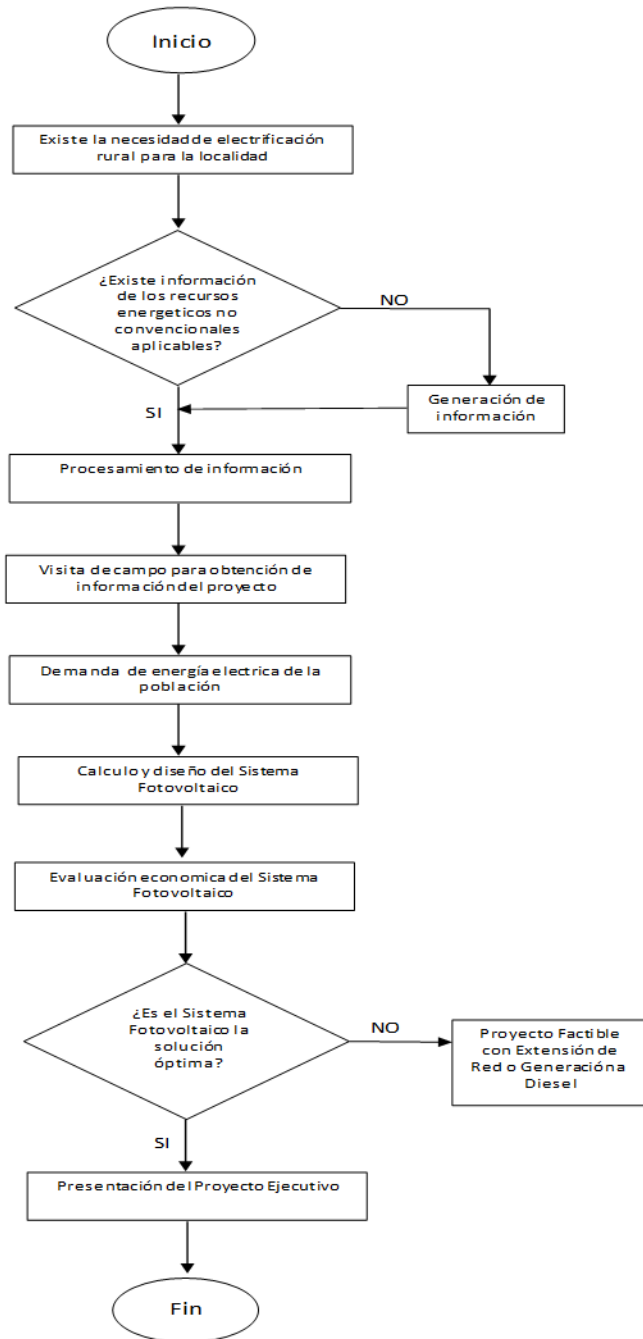 Inicio
Existe la necesidad de electrificación
rural para la localidad
¿Existe información
de los recursos
energeticos no
convencionales
aplicables?
NO
Generación de
información
SI
Procesamiento de información
Visita de campo para obtención de
información del proyecto
Demanda de energía electrica de la
población
Calculo y diseño del Sistema
Fotovoltaico
Evaluación economica del Sistema
Fotovoltaico
¿Es el Sistema
Fotovoltaico la
solución
óptima?
NO
Proyecto Factible
con Extensión de
Red o Generación a
Diesel
SI
Presentación del Proyecto Ejecutivo
Fin